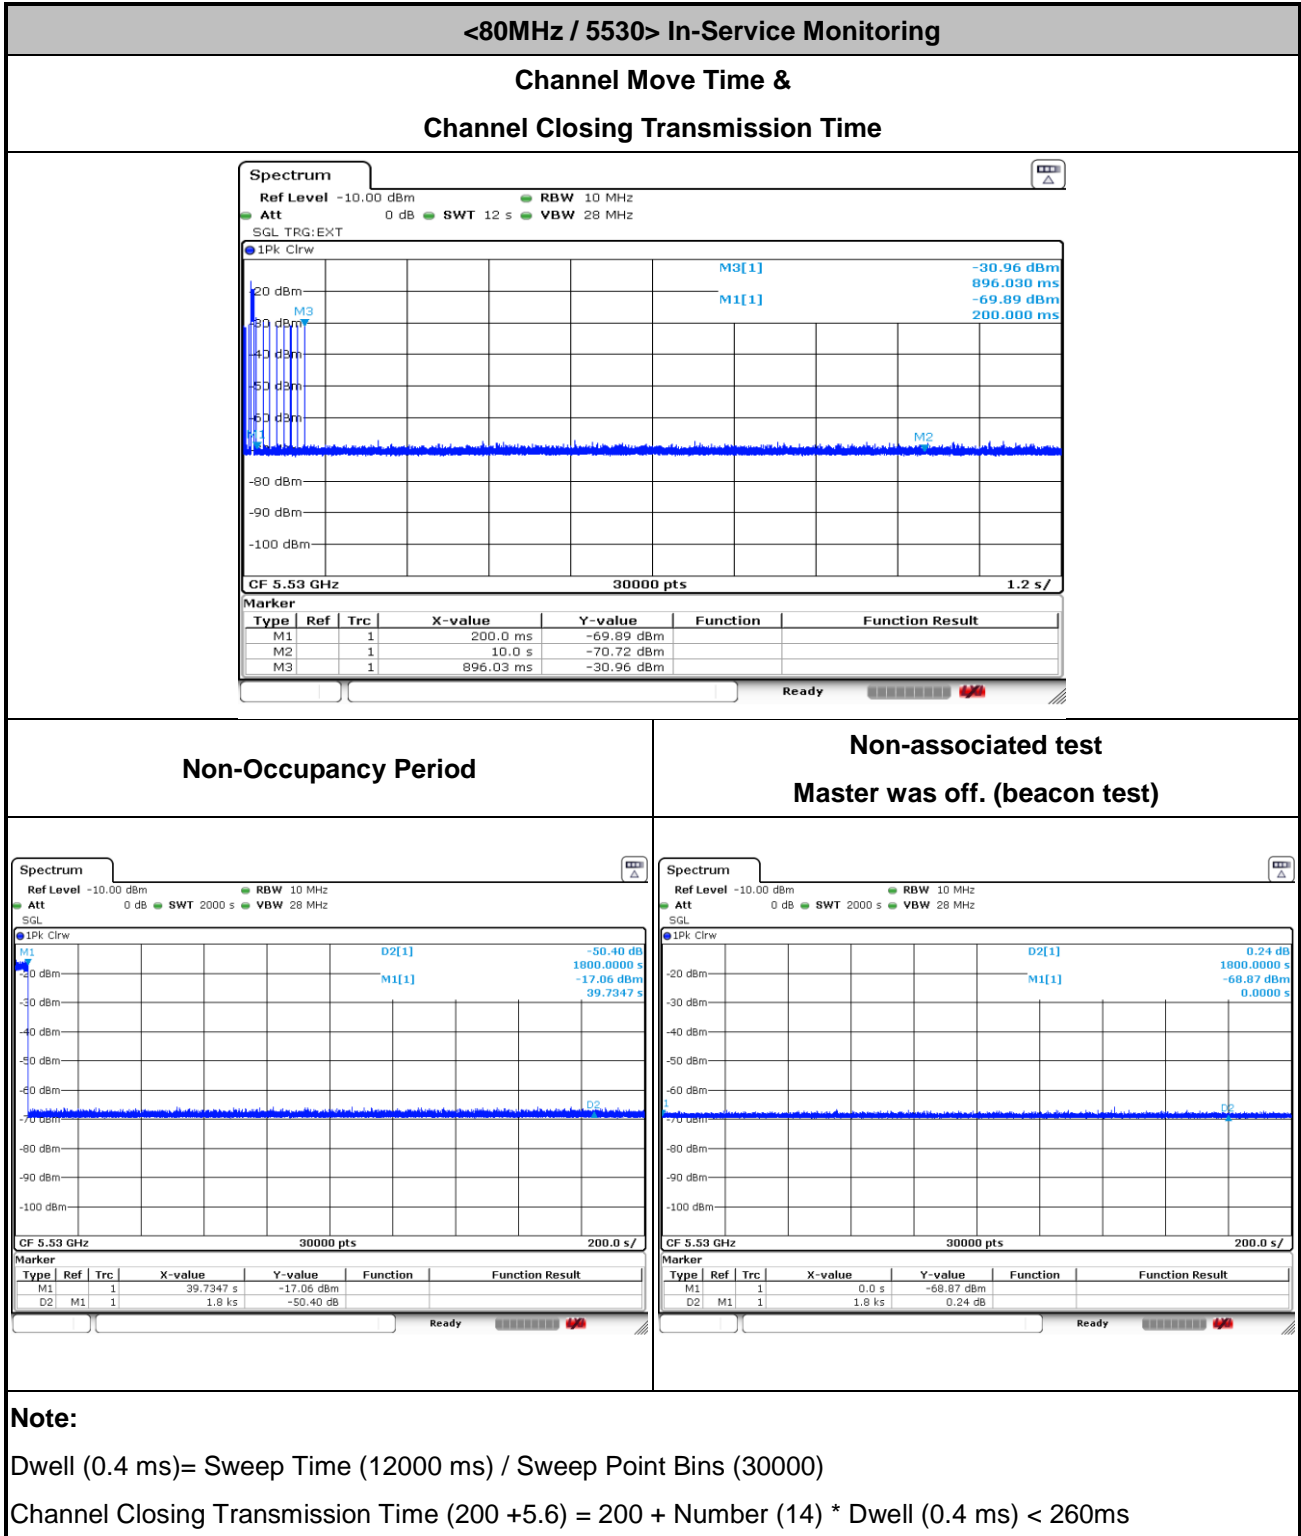 <80MHz / 5530> In-Service Monitoring
Channel Move Time &
Channel Closing Transmission Time
Spectrum
Ref Level -10.00 dBm RBW 10 MHz
Att 0 dB SWT 12 s VBW 28 MHz
SGL TRG:EXT
1Pk Clrw
M3[1] -30.96 dBm
896.030 ms
M1[1] -69.89 dBm
200.000 ms
-20 dBm
M3
-30 dBm
-40 dBm
-50 dBm
-60 dBm
M1
M2
-80 dBm
-90 dBm
-100 dBm
CF 5.53 GHz 30000 pts 1.2 s/
Marker
Type Ref Trc X-value Y-value Function Function Result
M1 1 200.0 ms -69.89 dBm
M2 1 10.0 s -70.72 dBm
M3 1 896.03 ms -30.96 dBm
Ready
Non-Occupancy Period
Non-associated test
Master was off. (beacon test)
Spectrum
Ref Level -10.00 dBm RBW 10 MHz
Att 0 dB SWT 2000 s VBW 28 MHz
SGL
1Pk Clrw
M1
D2[1] -50.40 dB
1800.0000 s
M1[1] -17.06 dBm
39.7347 s
-20 dBm
-30 dBm
-40 dBm
-50 dBm
-60 dBm
D2
-70 dBm
-80 dBm
-90 dBm
-100 dBm
CF 5.53 GHz 30000 pts 200.0 s/
Marker
Type Ref Trc X-value Y-value Function Function Result
M1 1 39.7347 s -17.06 dBm
D2 M1 1 1.8 ks -50.40 dB
Ready
Spectrum
Ref Level -10.00 dBm RBW 10 MHz
Att 0 dB SWT 2000 s VBW 28 MHz
SGL
1Pk Clrw
D2[1] 0.24 dB
1800.0000 s
M1[1] -68.87 dBm
0.0000 s
-20 dBm
-30 dBm
-40 dBm
-50 dBm
-60 dBm
1
D2
-70 dBm
-80 dBm
-90 dBm
-100 dBm
CF 5.53 GHz 30000 pts 200.0 s/
Marker
Type Ref Trc X-value Y-value Function Function Result
M1 1 0.0 s -68.87 dBm
D2 M1 1 1.8 ks 0.24 dB
Ready
Note:
Dwell (0.4 ms)= Sweep Time (12000 ms) / Sweep Point Bins (30000)
Channel Closing Transmission Time (200 +5.6) = 200 + Number (14) * Dwell (0.4 ms) < 260ms